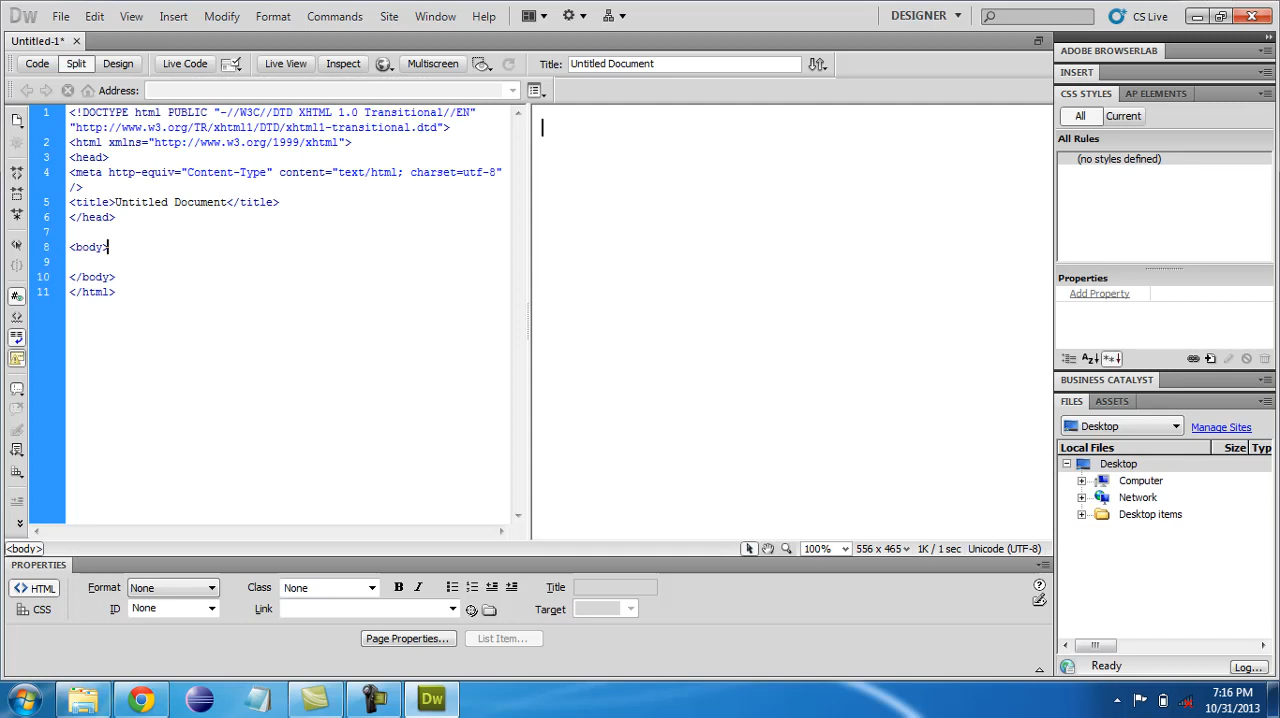 Dw File Edit View Insert Modify Format Commands Site Window Help DESIGNER CS Live
Untitled-1*
Code Split Design Live Code Live View Inspect Multiscreen Title: Untitled Document
Address:
1 <!DOCTYPE html PUBLIC "-//W3C//DTD XHTML 1.0 Transitional//EN"
"http://www.w3.org/TR/xhtml1/DTD/xhtml1-transitional.dtd">
2 <html xmlns="http://www.w3.org/1999/xhtml">
3 <head>
4 <meta http-equiv="Content-Type" content="text/html; charset=utf-8"
/>
5 <title>Untitled Document</title>
6 </head>
7
8 <body>
9
10 </body>
11 </html>
<body>
100% 556 x 465 1K / 1 sec Unicode (UTF-8)
ADOBE BROWSERLAB
INSERT
CSS STYLES AP ELEMENTS
All Current
All Rules
(no styles defined)
Properties
Add Property
BUSINESS CATALYST
FILES ASSETS
Desktop Manage Sites
Local Files Size Typ
Desktop
Computer
Network
Desktop items
Ready Log...
PROPERTIES
<> HTML Format None Class None B I Title
CSS ID None Link Target
Page Properties... List Item...
Dw
7:16 PM
10/31/2013